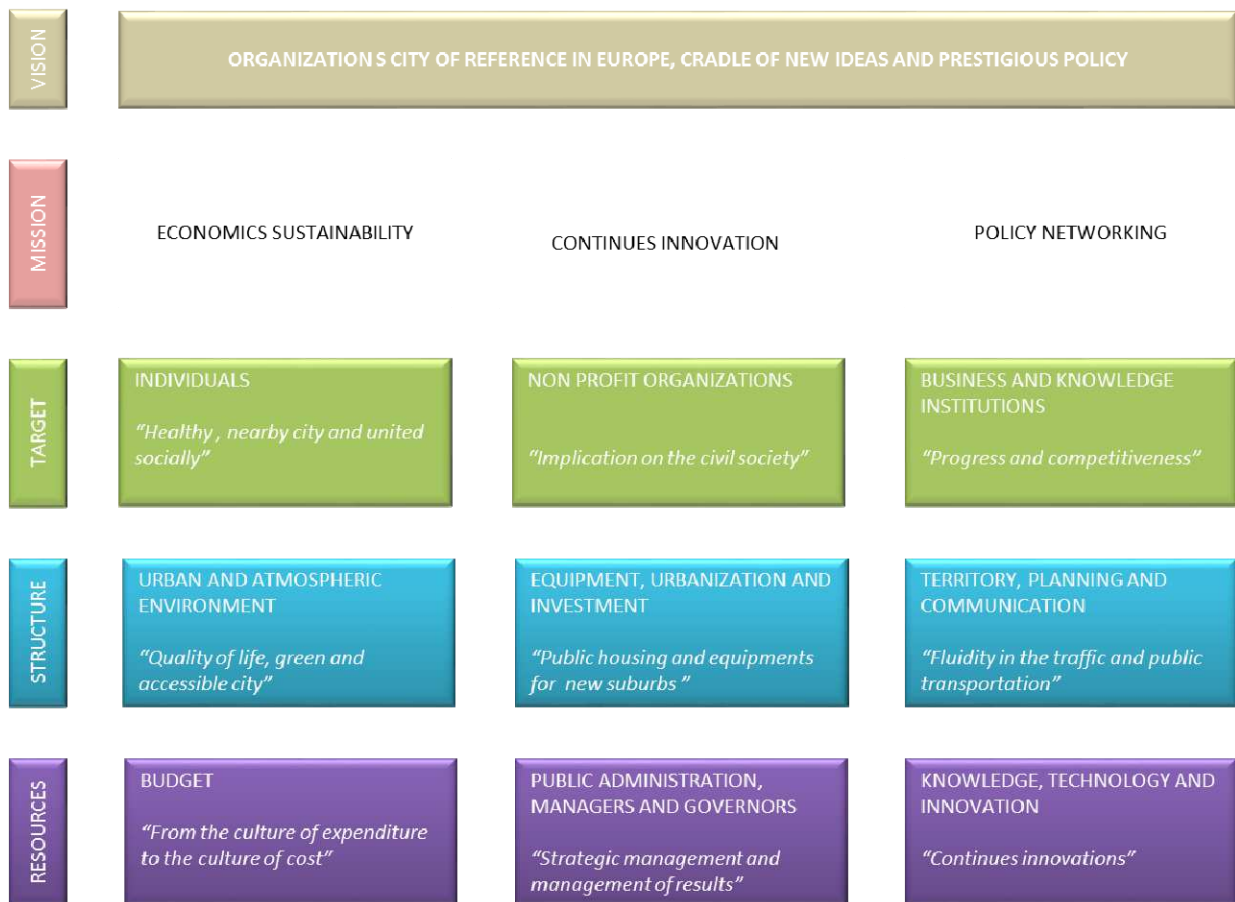 VISION
ORGANIZATIONS CITY OF REFERENCE IN EUROPE, CRADLE OF NEW IDEAS AND PRESTIGIOUS POLICY
MISSION
ECONOMICS SUSTAINABILITY
CONTINUES INNOVATION
POLICY NETWORKING
TARGET
INDIVIDUALS
“Healthy , nearby city and united
socially”
NON PROFIT ORGANIZATIONS
“Implication on the civil society”
BUSINESS AND KNOWLEDGE
INSTITUTIONS
“Progress and competitiveness”
STRUCTURE
URBAN AND ATMOSPHERIC
ENVIRONMENT
“Quality of life, green and
accessible city”
EQUIPMENT, URBANIZATION AND
INVESTMENT
“Public housing and equipments
for new suburbs ”
TERRITORY, PLANNING AND
COMMUNICATION
“Fluidity in the traffic and public
transportation”
RESOURCES
BUDGET
“From the culture of expenditure
to the culture of cost”
PUBLIC ADMINISTRATION,
MANAGERS AND GOVERNORS
“Strategic management and
management of results”
KNOWLEDGE, TECHNOLOGY AND
INNOVATION
“Continues innovations”